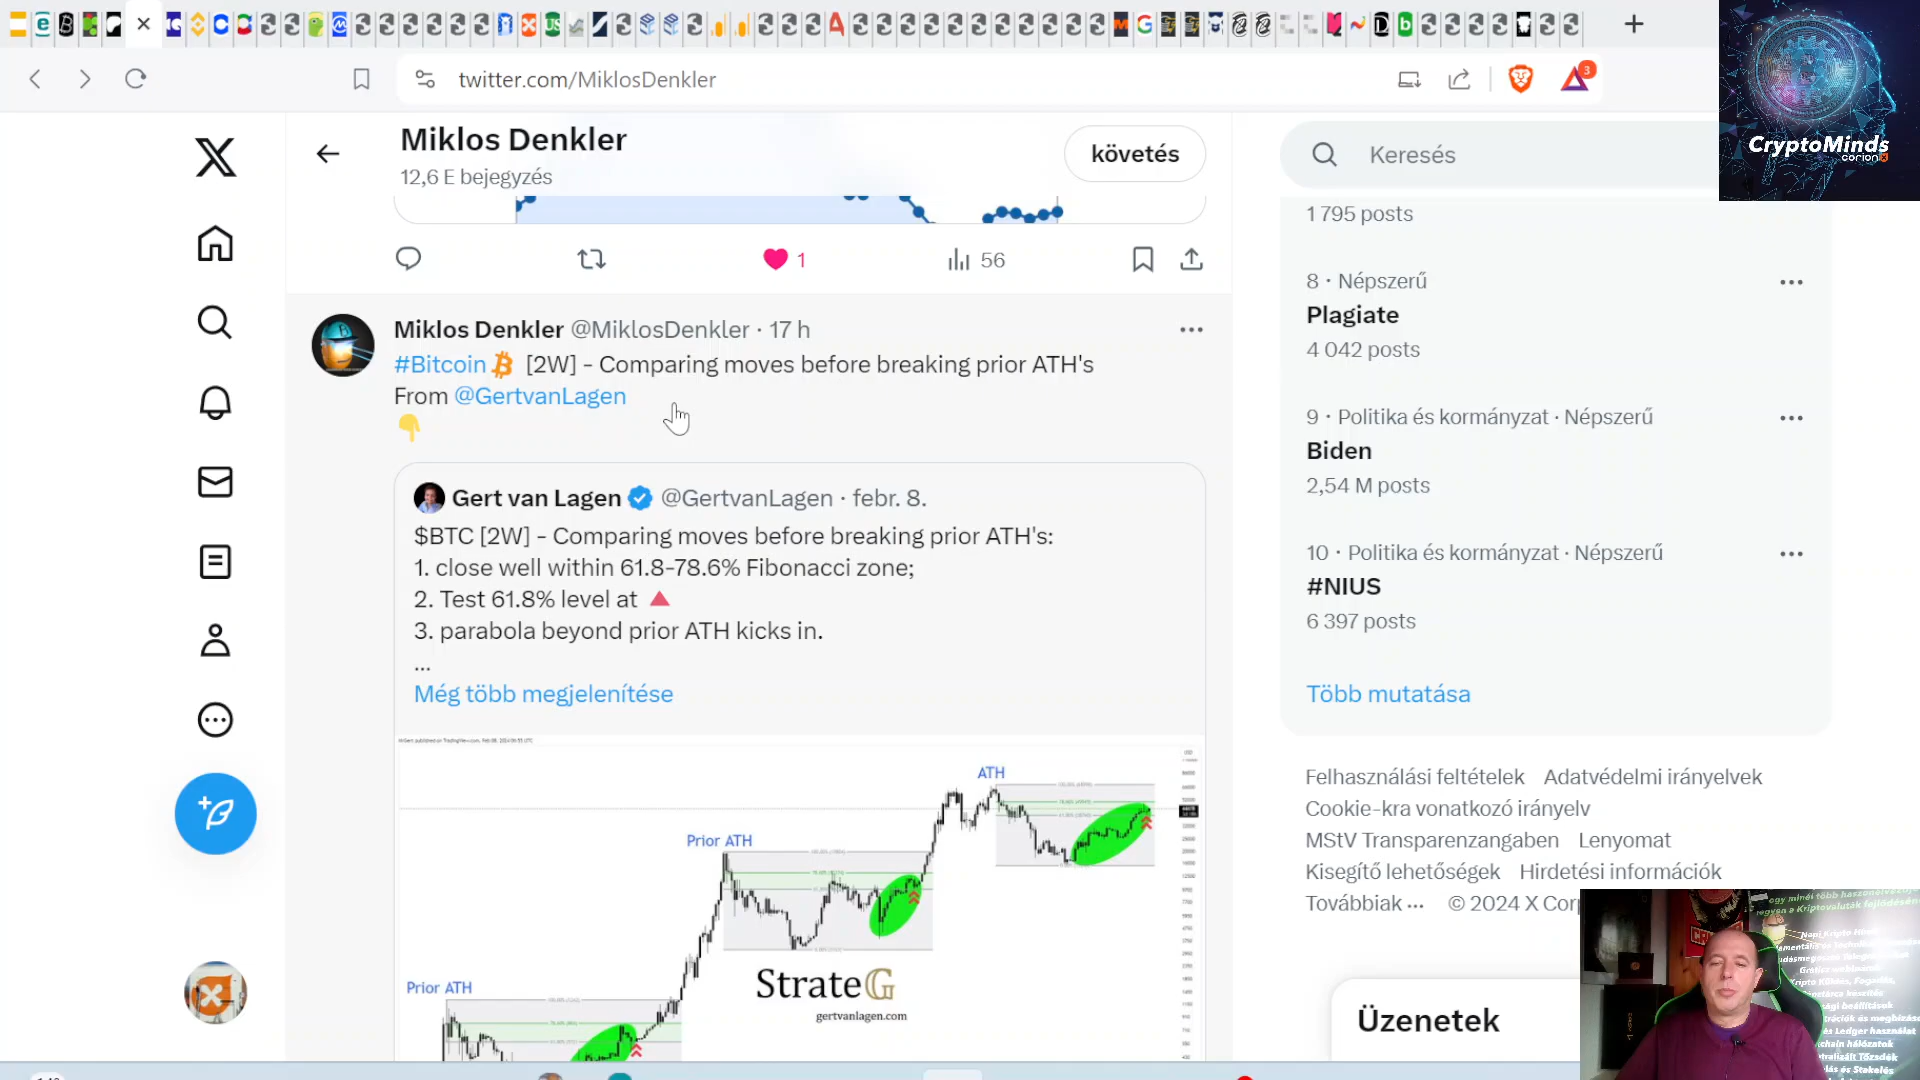 twitter.com/MiklosDenkler
3
CryptoMinds
corion
Miklos Denkler
12,6 E bejegyzés
követés
Keresés
1 795 posts
1
56
8 · Népszerű
Plagiate
4 042 posts
Miklos Denkler @MiklosDenkler · 17 h
#Bitcoin [2W] - Comparing moves before breaking prior ATH's
From @GertvanLagen
9 · Politika és kormányzat · Népszerű
Biden
2,54 M posts
Gert van Lagen @GertvanLagen · febr. 8.
$BTC [2W] - Comparing moves before breaking prior ATH's:
1. close well within 61.8-78.6% Fibonacci zone;
2. Test 61.8% level at
3. parabola beyond prior ATH kicks in.
...
Még több megjelenítése
10 · Politika és kormányzat · Népszerű
#NIUS
6 397 posts
Több mutatása
ATH
Prior ATH
Prior ATH
StrateG
gertvanlagen.com
Felhasználási feltételek Adatvédelmi irányelvek
Cookie-kra vonatkozó irányelv
MStV Transparenzangaben Lenyomat
Kisegítő lehetőségek Hirdetési információk
Továbbiak ··· © 2024 X Corp
Üzenetek